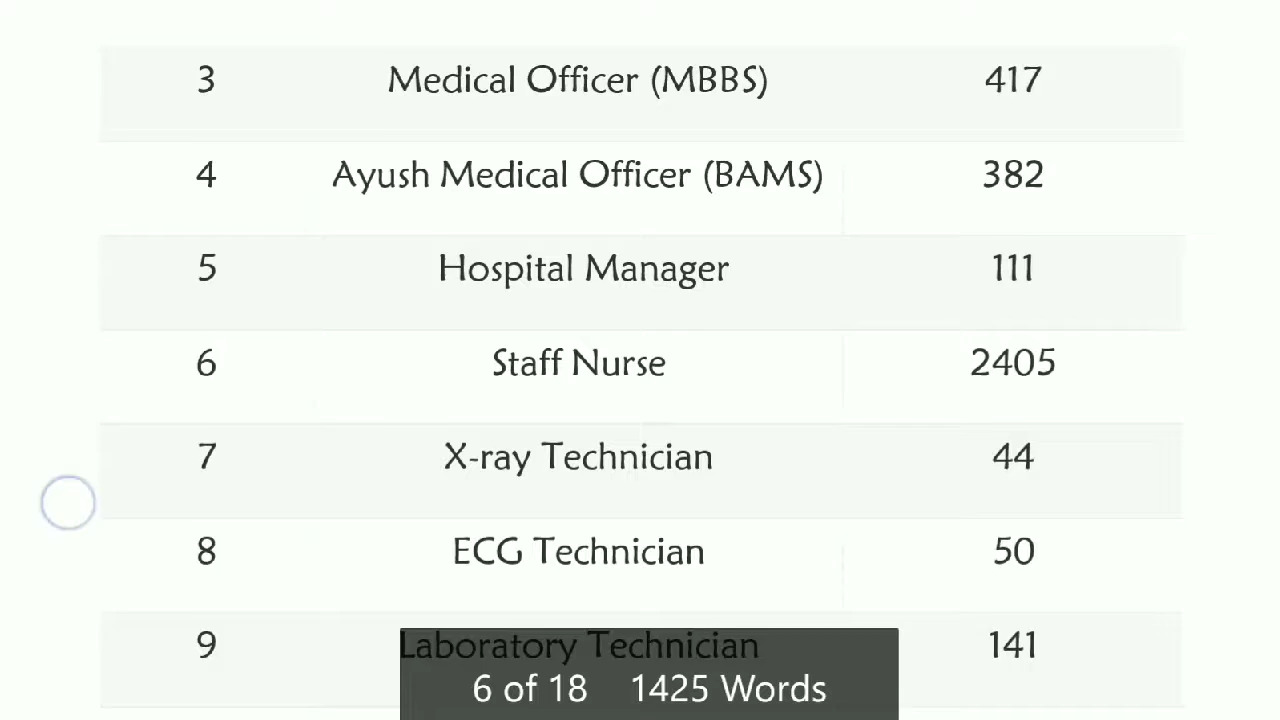 3 Medical Officer (MBBS) 417
4 Ayush Medical Officer (BAMS) 382
5 Hospital Manager 111
6 Staff Nurse 2405
7 X-ray Technician 44
8 ECG Technician 50
9 Laboratory Technician 141
6 of 18 1425 Words